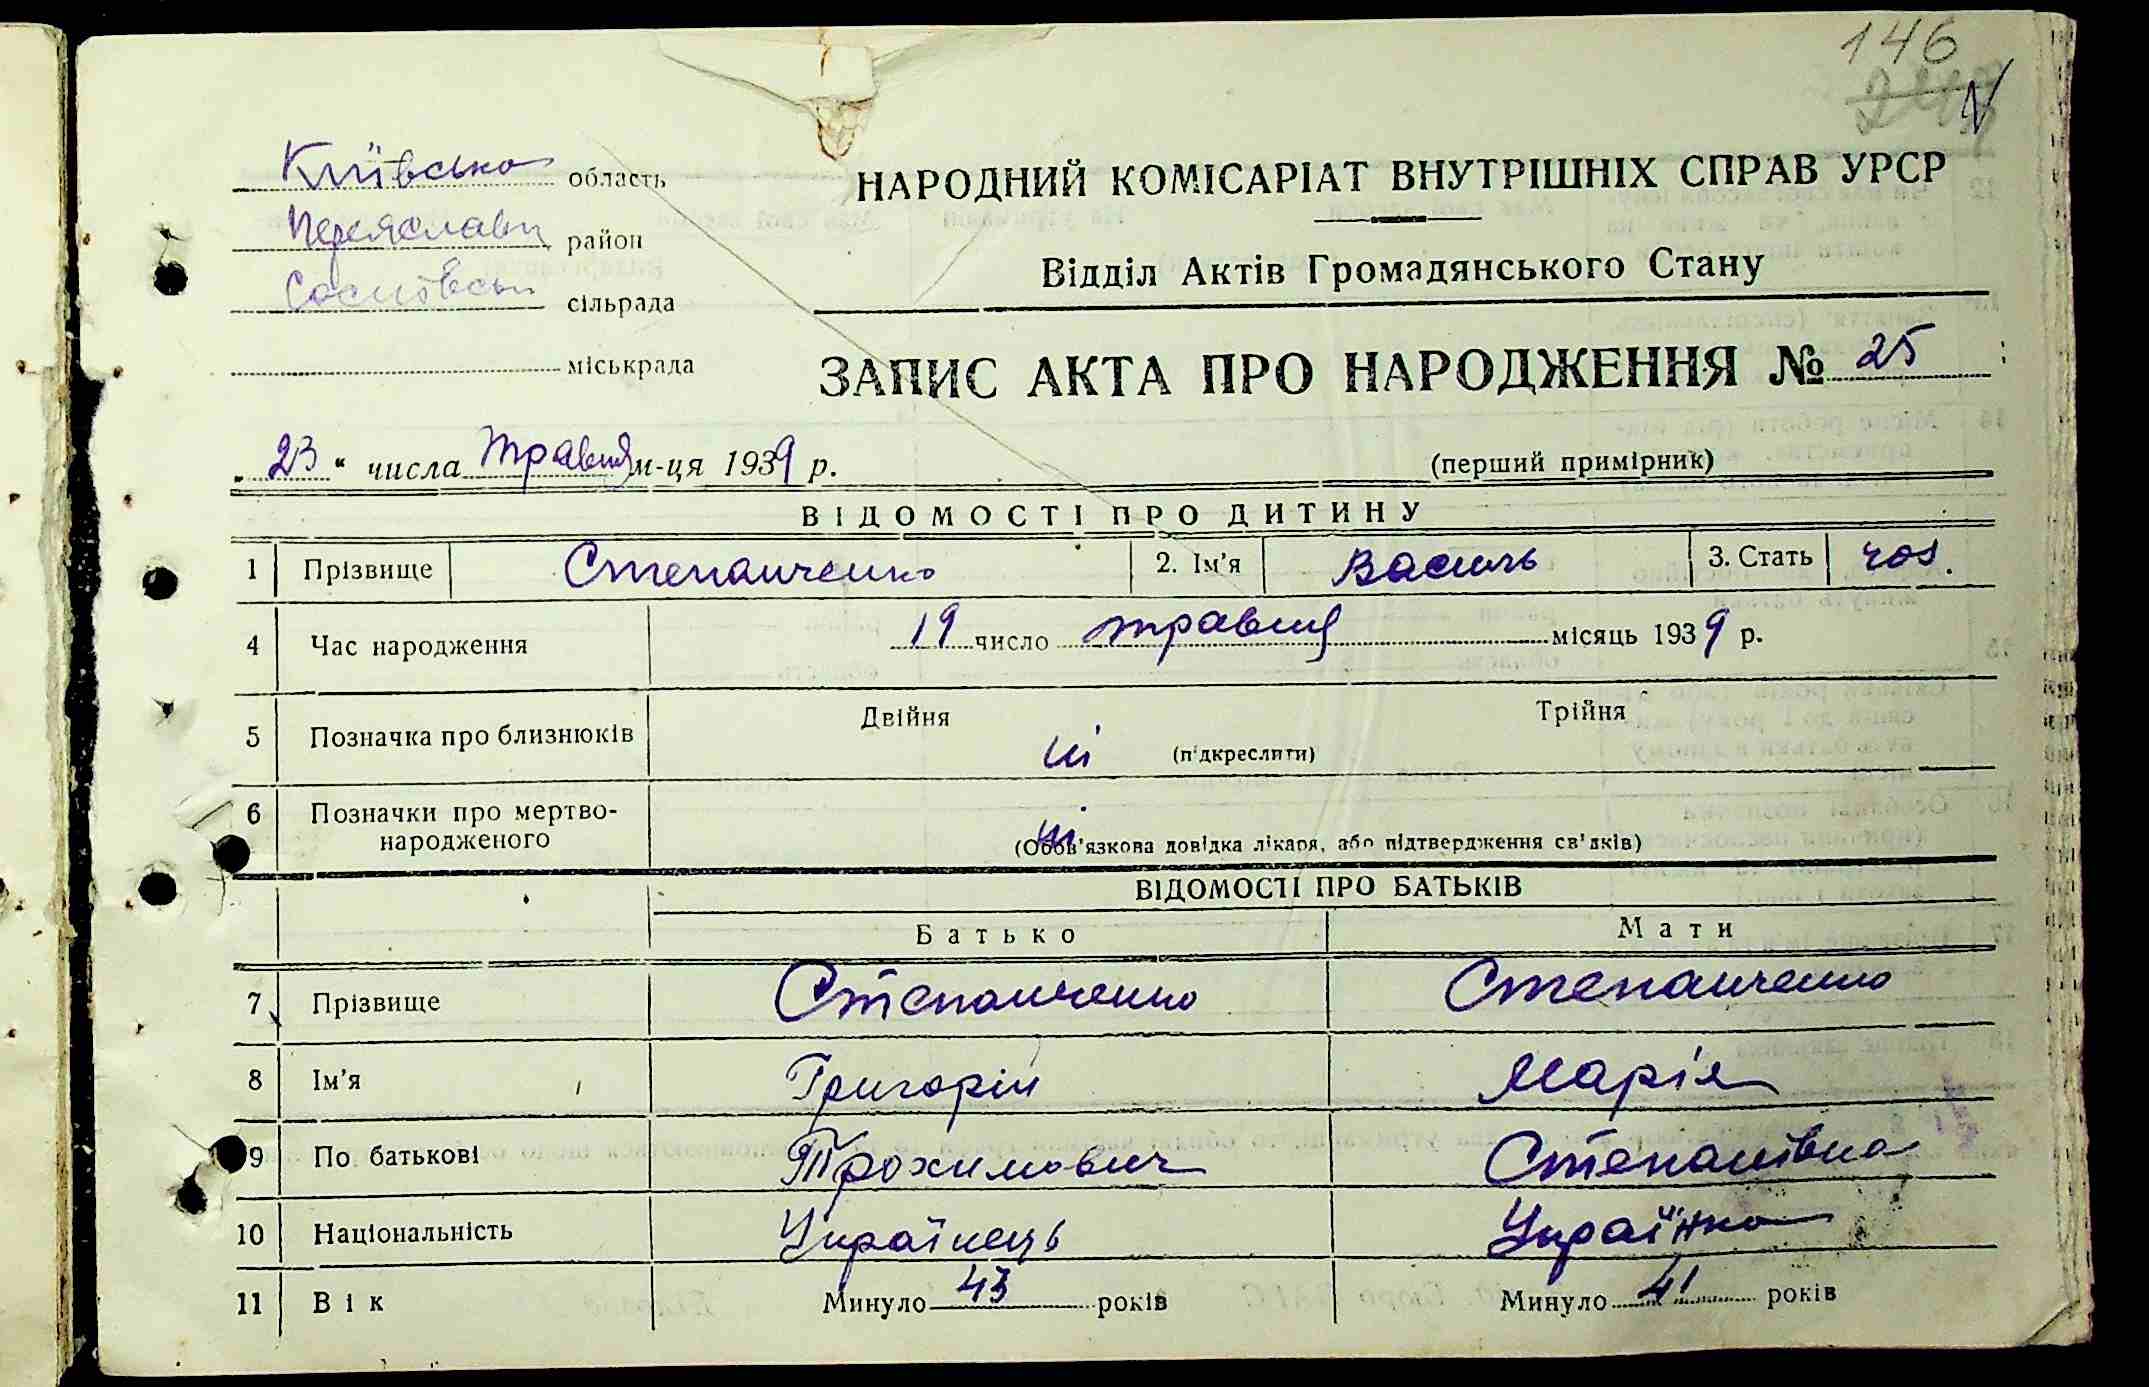 146
Київська область
Переяславн район
Сосновськ сільрада
міськрада
НАРОДНИЙ КОМІСАРІАТ ВНУТРІШНІХ СПРАВ УРСР
Відділ Актів Громадянського Стану
ЗАПИС АКТА ПРО НАРОДЖЕННЯ № 25
„23“ числа травня м-ця 1939 р.
(перший примірник)
ВІДОМОСТІ ПРО ДИТИНУ
1 Прізвище Степанченко 2. Ім'я Василь 3. Стать чол.
4 Час народження 19 число травня місяць 1939 р.
5 Позначка про близнюків Двійня ні (підкреслити) Трійня
6 Позначки про мертво-
народженого ні (Обов'язкова довідка лікаря, або підтвердження св'дків)
ВІДОМОСТІ ПРО БАТЬКІВ
Батько Мати
7 Прізвище Степанченко Степанченко
8 Ім'я Григорій Марія
9 По батькові Трохимович Степанівна
10 Національність Українець Українка
11 Вік Минуло 43 років Минуло 41 років